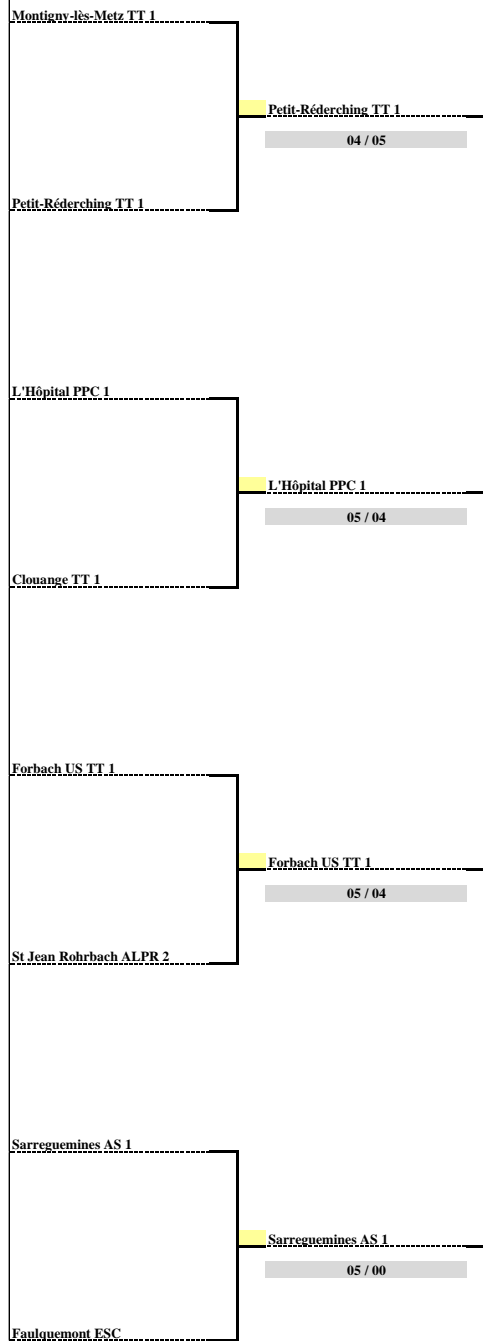 Montigny-lès-Metz TT 1
Petit-Réderching TT 1
04 / 05
Petit-Réderching TT 1
L'Hôpital PPC 1
L'Hôpital PPC 1
05 / 04
Clouange TT 1
Forbach US TT 1
Forbach US TT 1
05 / 04
St Jean Rohrbach ALPR 2
Sarreguemines AS 1
Sarreguemines AS 1
05 / 00
Faulquemont ESC